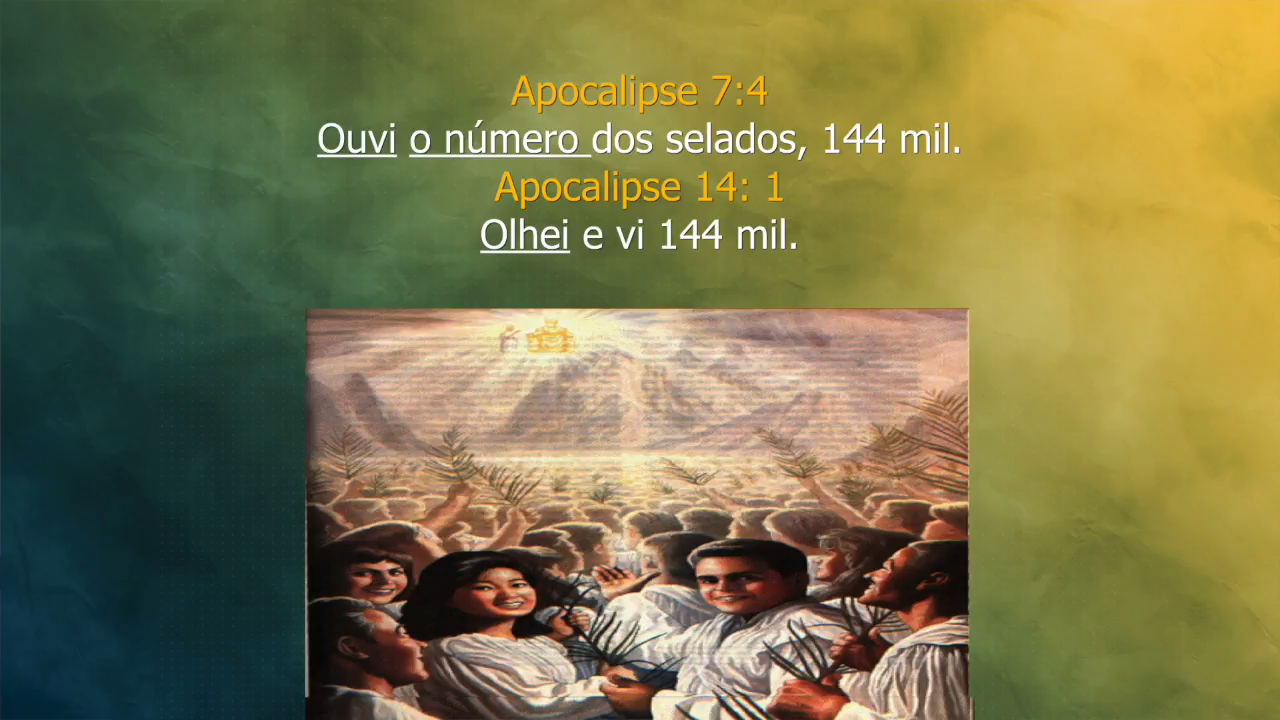 Apocalipse 7:4
Ouvi o número dos selados, 144 mil.
Apocalipse 14: 1
Olhei e vi 144 mil.